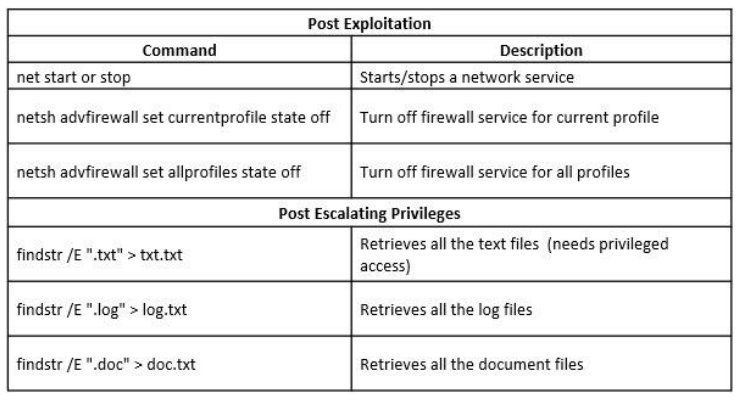 Post Exploitation
Command Description
net start or stop Starts/stops a network service
netsh advfirewall set currentprofile state off Turn off firewall service for current profile
netsh advfirewall set allprofiles state off Turn off firewall service for all profiles
Post Escalating Privileges
findstr /E ".txt" > txt.txt Retrieves all the text files (needs privileged
access)
findstr /E ".log" > log.txt Retrieves all the log files
findstr /E ".doc" > doc.txt Retrieves all the document files